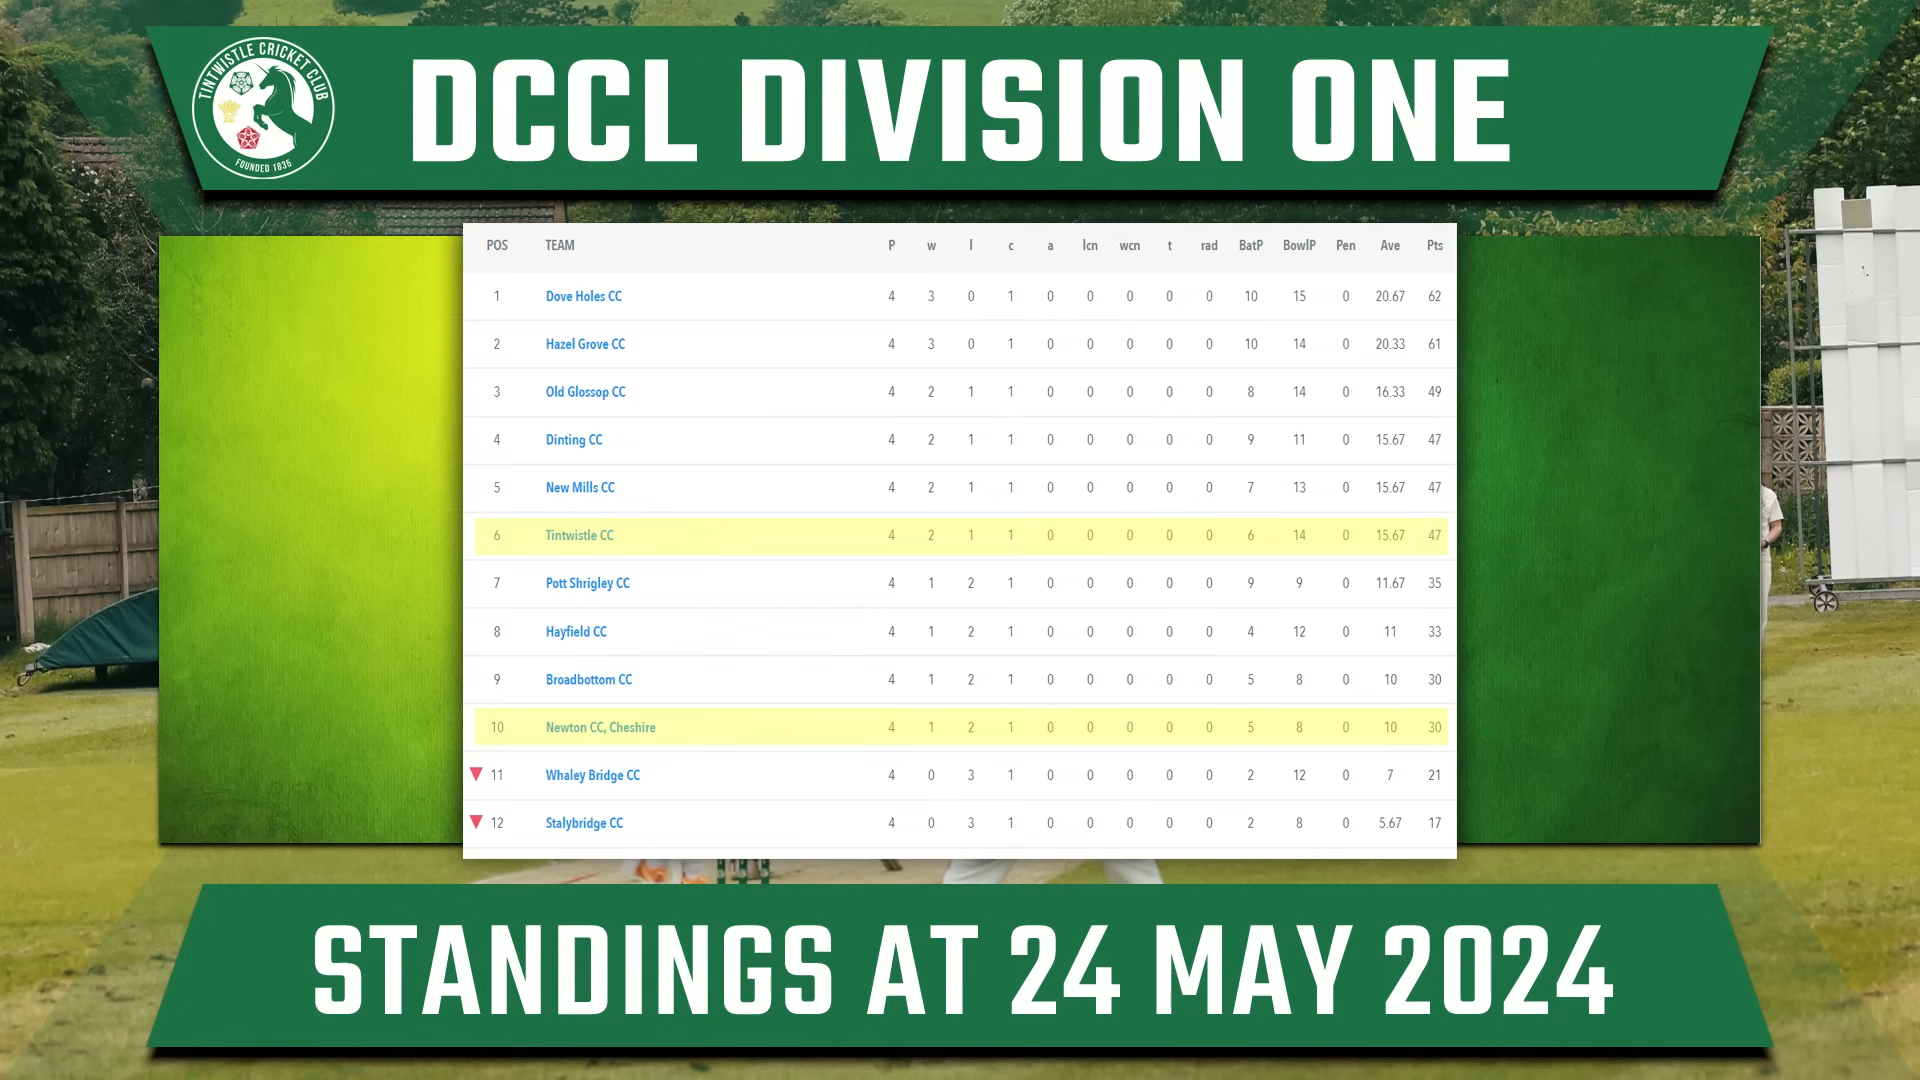 TINTWISTLE CRICKET CLUB
FOUNDED 1835
DCCL DIVISION ONE
POS TEAM P w l c a lcn wcn t rad BatP BowlP Pen Ave Pts
1 Dove Holes CC 4 3 0 1 0 0 0 0 0 10 15 0 20.67 62
2 Hazel Grove CC 4 3 0 1 0 0 0 0 0 10 14 0 20.33 61
3 Old Glossop CC 4 2 1 1 0 0 0 0 0 8 14 0 16.33 49
4 Dinting CC 4 2 1 1 0 0 0 0 0 9 11 0 15.67 47
5 New Mills CC 4 2 1 1 0 0 0 0 0 7 13 0 15.67 47
6 Tintwistle CC 4 2 1 1 0 0 0 0 0 6 14 0 15.67 47
7 Pott Shrigley CC 4 1 2 1 0 0 0 0 0 9 9 0 11.67 35
8 Hayfield CC 4 1 2 1 0 0 0 0 0 4 12 0 11 33
9 Broadbottom CC 4 1 2 1 0 0 0 0 0 5 8 0 10 30
10 Newton CC, Cheshire 4 1 2 1 0 0 0 0 0 5 8 0 10 30
11 Whaley Bridge CC 4 0 3 1 0 0 0 0 0 2 12 0 7 21
12 Stalybridge CC 4 0 3 1 0 0 0 0 0 2 8 0 5.67 17
STANDINGS AT 24 MAY 2024